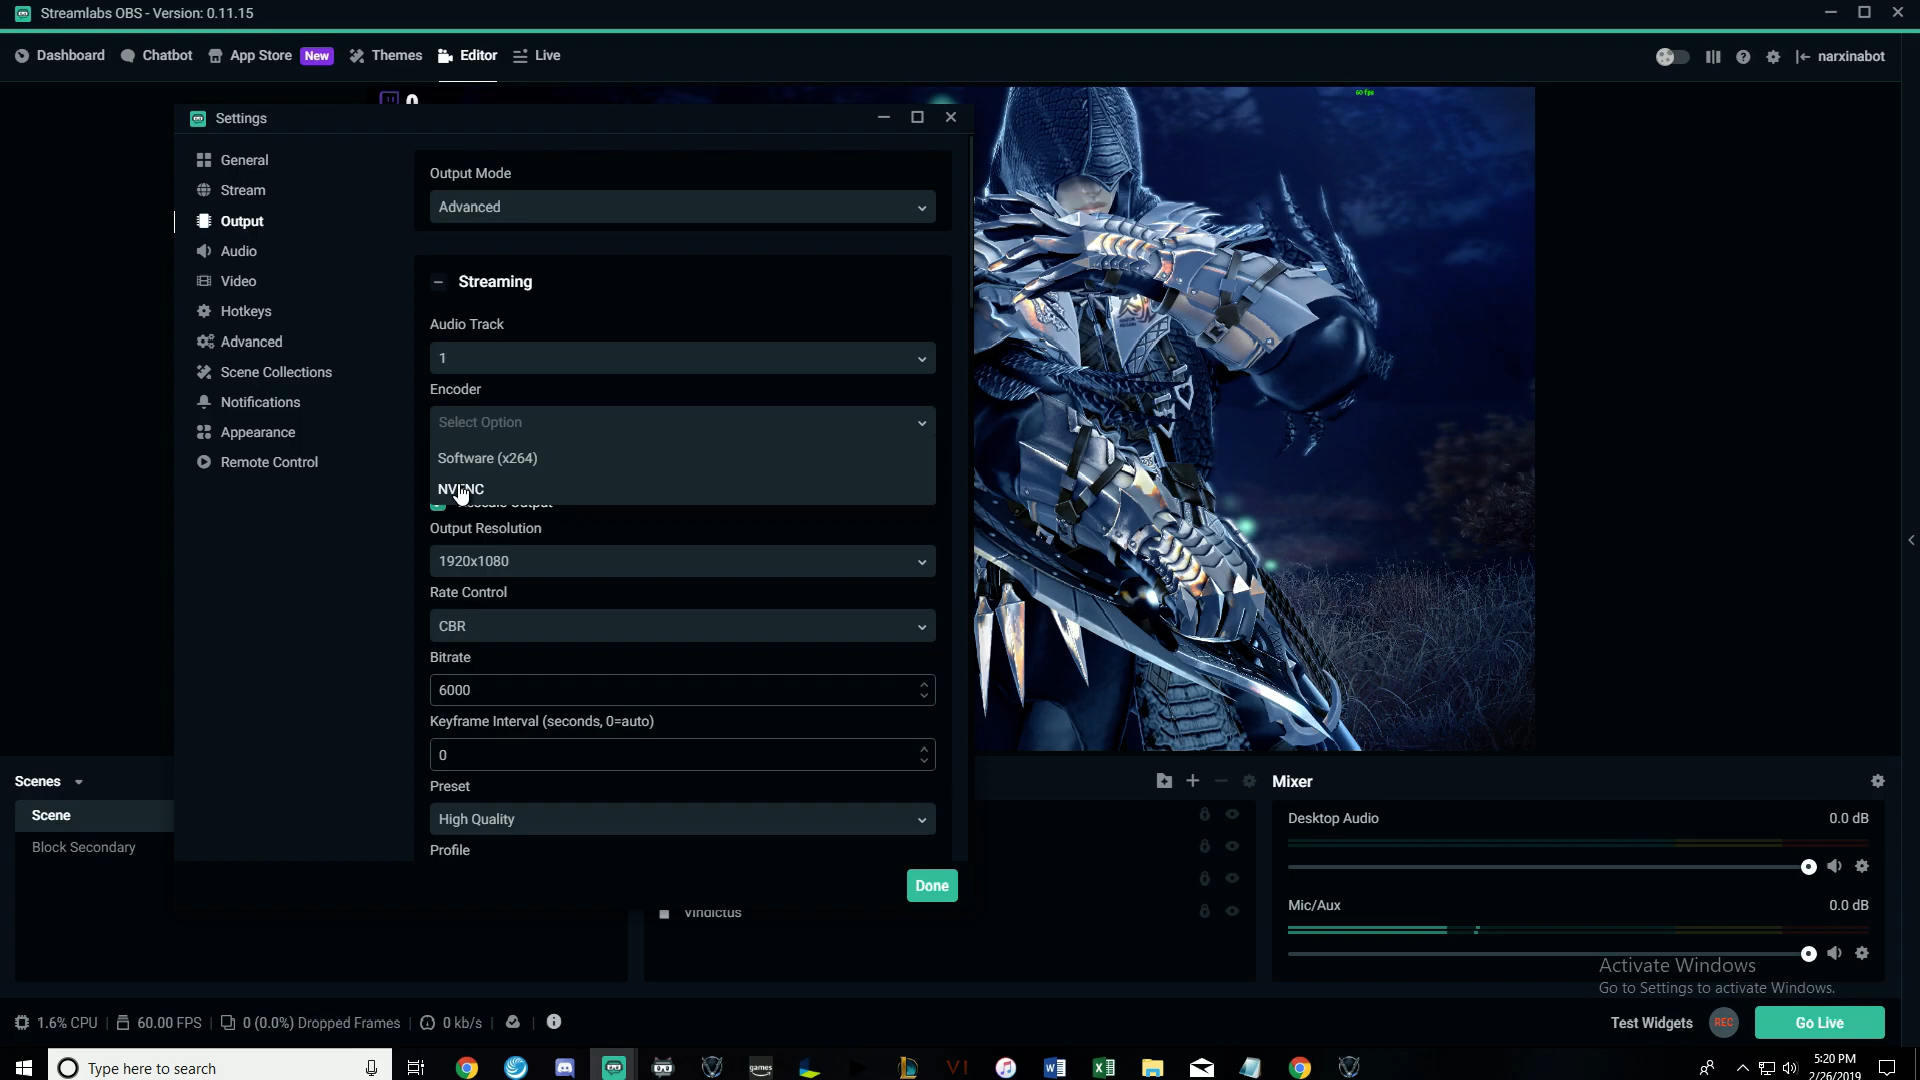 Streamlabs OBS - Version: 0.11.15
Dashboard Chatbot App Store New Themes Editor Live narxinabot
0
60 fps
Settings
General
Stream
Output
Audio
Video
Hotkeys
Advanced
Scene Collections
Notifications
Appearance
Remote Control
Output Mode
Advanced
Streaming
Audio Track
1
Encoder
Select Option
Software (x264)
NVENC
Output Resolution
1920x1080
Rate Control
CBR
Bitrate
6000
Keyframe Interval (seconds, 0=auto)
0
Preset
High Quality
Profile
Done
Scenes
Scene
Block Secondary
Vindictus
Mixer
Desktop Audio 0.0 dB
Mic/Aux 0.0 dB
Activate Windows
Go to Settings to activate Windows.
1.6% CPU 60.00 FPS 0 (0.0%) Dropped Frames 0 kb/s
Test Widgets REC Go Live
Type here to search
games
VI
5:20 PM
2/26/2019